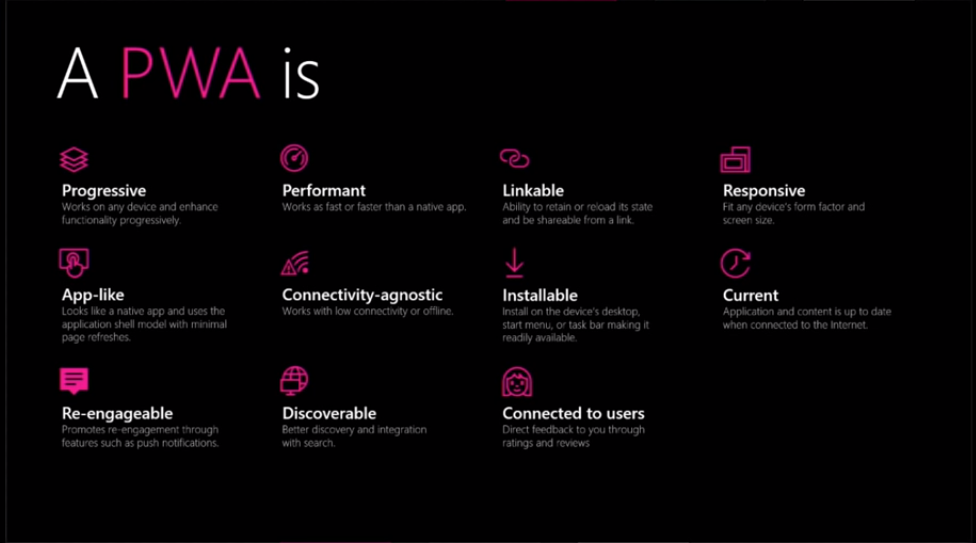 A PWA is
Progressive
Works on any device and enhance
functionality progressively.
Performant
Works as fast or faster than a native app.
Linkable
Ability to retain or reload its state
and be shareable from a link.
Responsive
Fit any device's form factor and
screen size.
App-like
Looks like a native app and uses the
application shell model with minimal
page refreshes.
Connectivity-agnostic
Works with low connectivity or offline.
Installable
Install on the device's desktop,
start menu, or task bar making it
readily available.
Current
Application and content is up to date
when connected to the Internet.
Re-engageable
Promotes re-engagement through
features such as push notifications.
Discoverable
Better discovery and integration
with search.
Connected to users
Direct feedback to you through
ratings and reviews